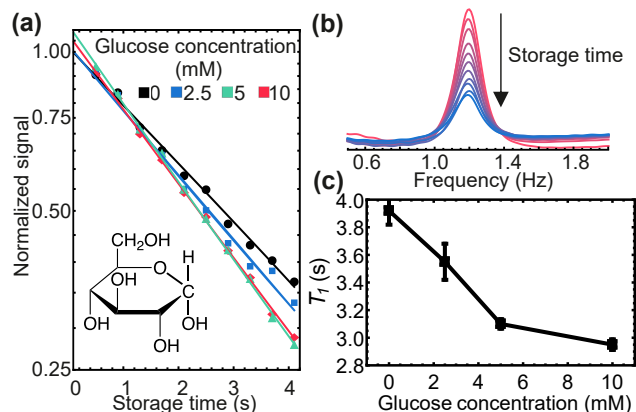 (a)
Glucose concentration
(mM)
0 2.5 5 10
1.00
0.75
0.50
0.25
Normalized signal
CH₂OH
O
H
C
OH
OH
OH
OH
0 1 2 3 4
Storage time (s)
(b)
Storage time
0.6 1.0 1.4 1.8
Frequency (Hz)
(c)
4.0
3.8
3.6
3.4
3.2
3.0
2.8
T₁ (s)
0 2 4 6 8 10
Glucose concentration (mM)